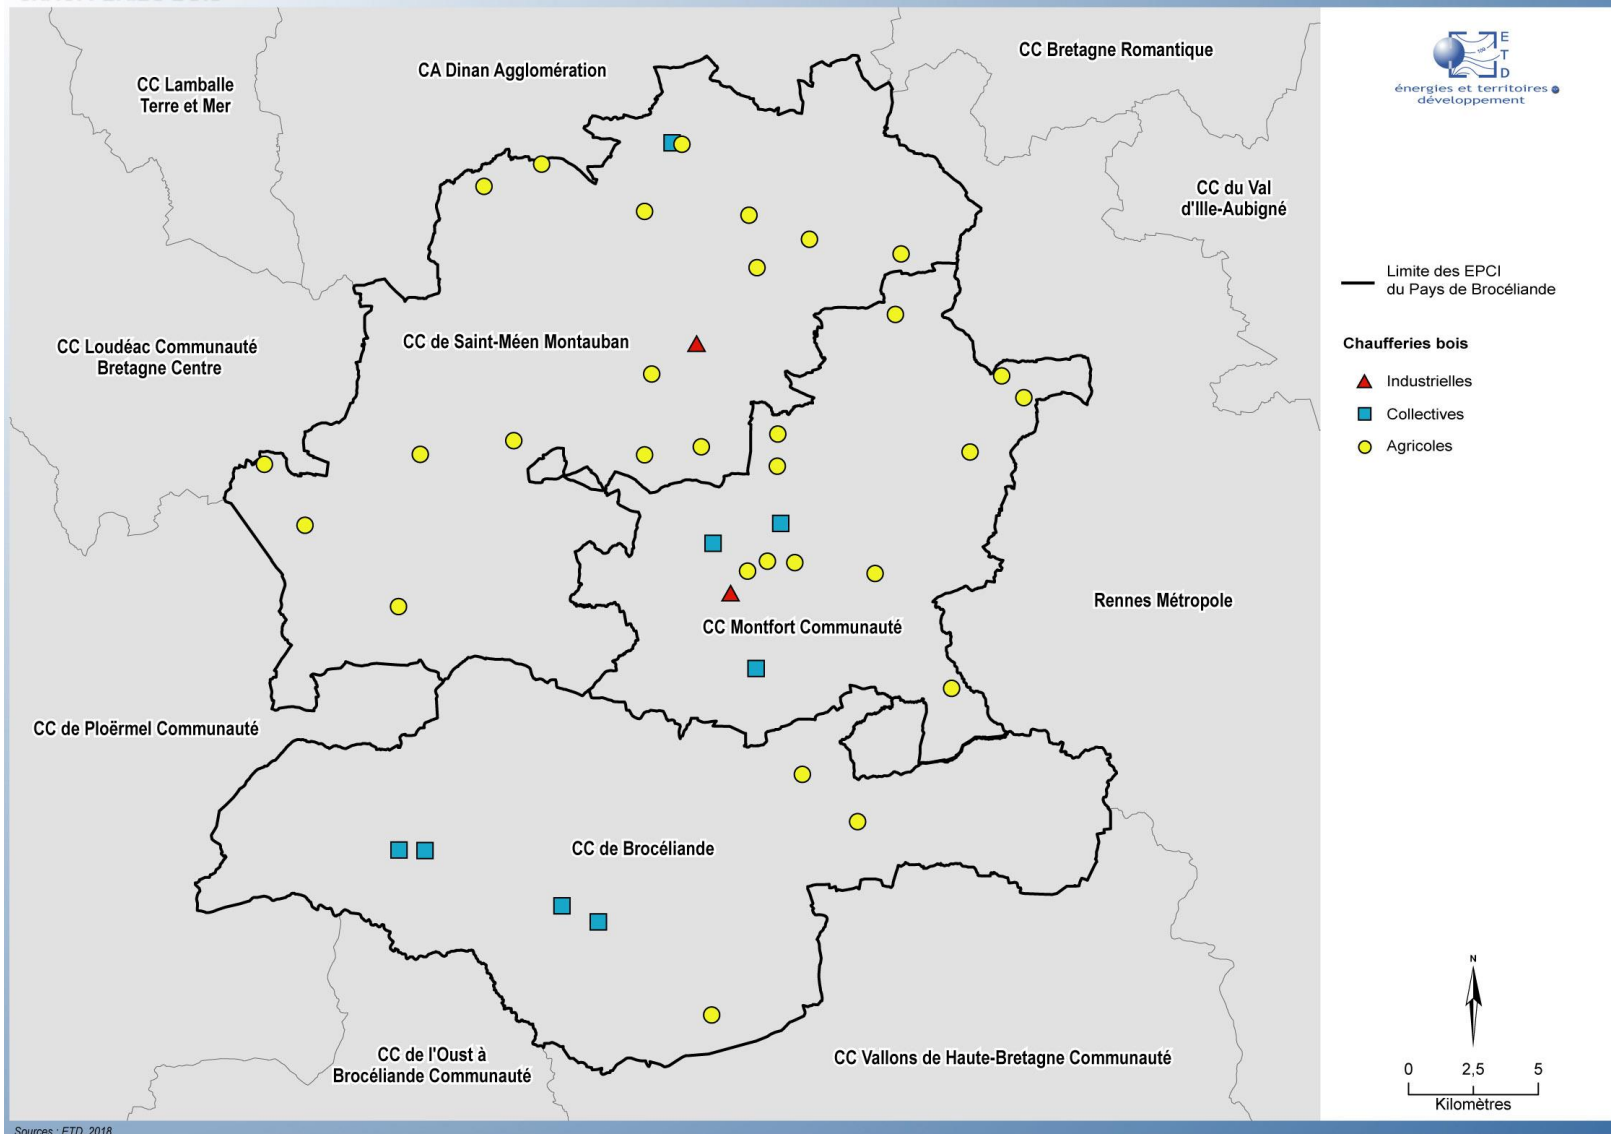 CC Lamballe
Terre et Mer
CA Dinan Agglomération
CC Bretagne Romantique
CC du Val
d'Ille-Aubigné
CC Loudéac Communauté
Bretagne Centre
CC de Saint-Méen Montauban
Rennes Métropole
CC Montfort Communauté
CC de Ploërmel Communauté
CC de Brocéliande
CC de l'Oust à
Brocéliande Communauté
CC Vallons de Haute-Bretagne Communauté
E
T
D
énergies et territoires
développement
Limite des EPCI
du Pays de Brocéliande
Chaufferies bois
Industrielles
Collectives
Agricoles
N
0 2,5 5
Kilomètres
Sources : ETD, 2018